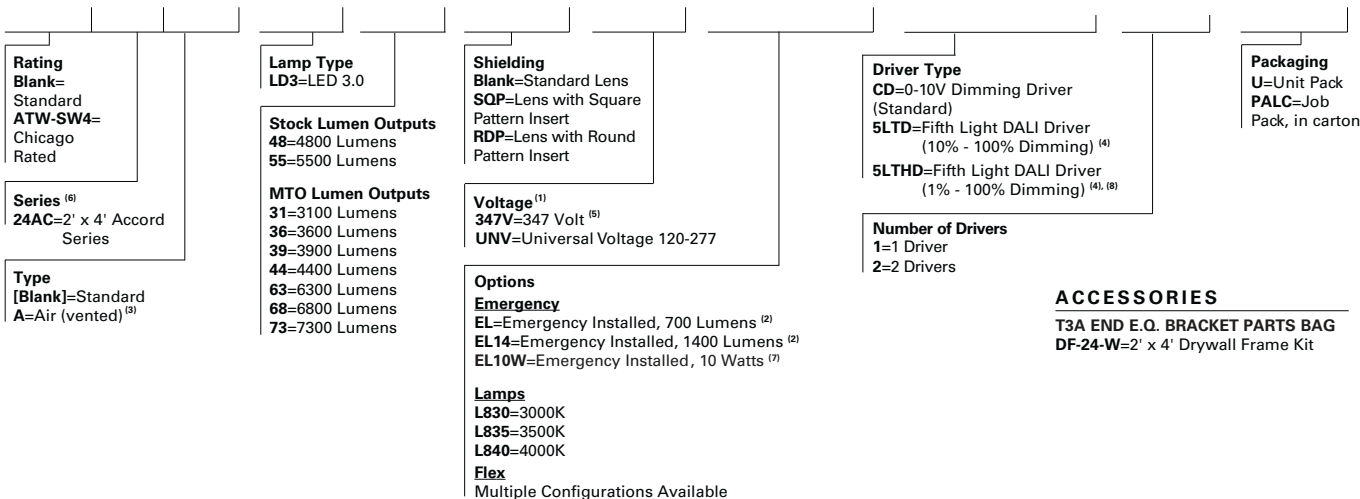 Rating
Blank=
Standard
ATW-SW4=
Chicago
Rated
Series (6)
24AC=2' x 4' Accord
Series
Type
[Blank]=Standard
A=Air (vented) (3)
Lamp Type
LD3=LED 3.0
Stock Lumen Outputs
48=4800 Lumens
55=5500 Lumens
MTO Lumen Outputs
31=3100 Lumens
36=3600 Lumens
39=3900 Lumens
44=4400 Lumens
63=6300 Lumens
68=6800 Lumens
73=7300 Lumens
Shielding
Blank=Standard Lens
SQP=Lens with Square
Pattern Insert
RDP=Lens with Round
Pattern Insert
Voltage (1)
347V=347 Volt (5)
UNV=Universal Voltage 120-277
Options
Emergency
EL=Emergency Installed, 700 Lumens (2)
EL14=Emergency Installed, 1400 Lumens (2)
EL10W=Emergency Installed, 10 Watts (7)
Lamps
L830=3000K
L835=3500K
L840=4000K
Flex
Multiple Configurations Available
Driver Type
CD=0-10V Dimming Driver
(Standard)
5LTD=Fifth Light DALI Driver
(10% - 100% Dimming) (4)
5LTHD=Fifth Light DALI Driver
(1% - 100% Dimming) (4), (8)
Number of Drivers
1=1 Driver
2=2 Drivers
Packaging
U=Unit Pack
PALC=Job
Pack, in carton
ACCESSORIES
T3A END E.Q. BRACKET PARTS BAG
DF-24-W=2' x 4' Drywall Frame Kit